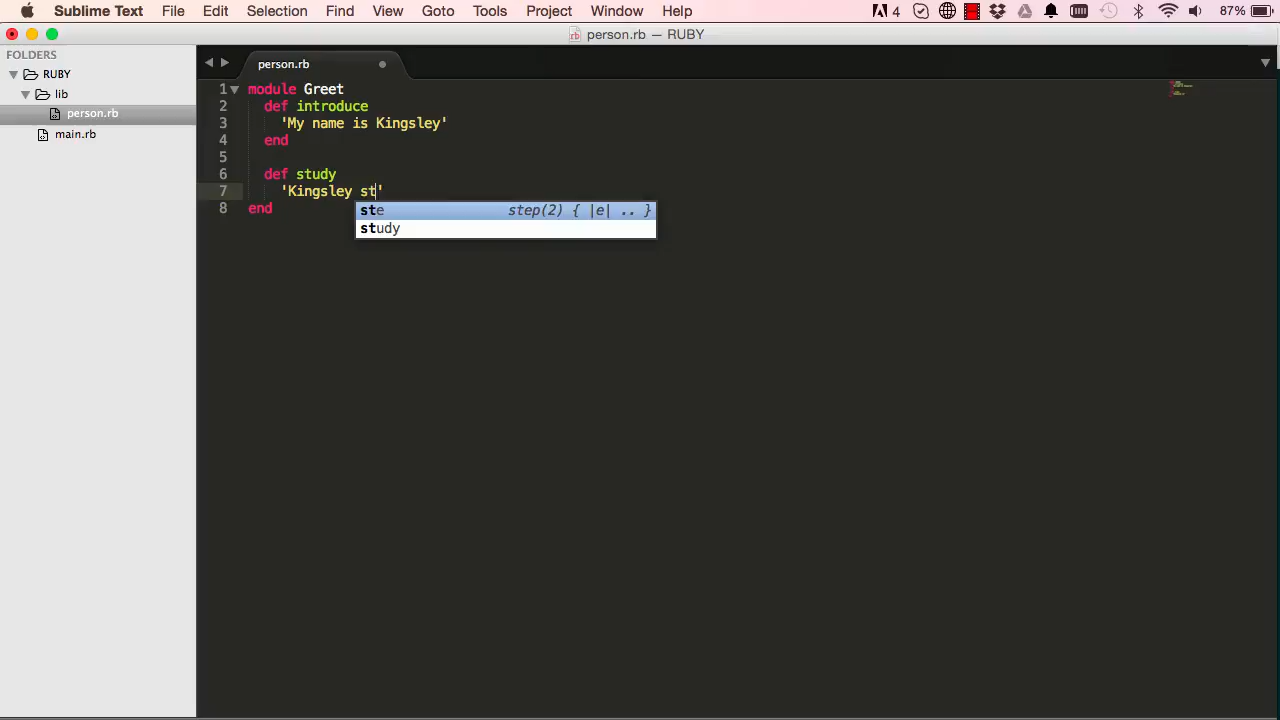 Sublime Text File Edit Selection Find View Goto Tools Project Window Help 4 87%
person.rb — RUBY
FOLDERS
RUBY
lib
person.rb
main.rb
person.rb
1 module Greet
2 def introduce
3 'My name is Kingsley'
4 end
5
6 def study
7 'Kingsley st'
8 end
ste step(2) { |e| .. }
study